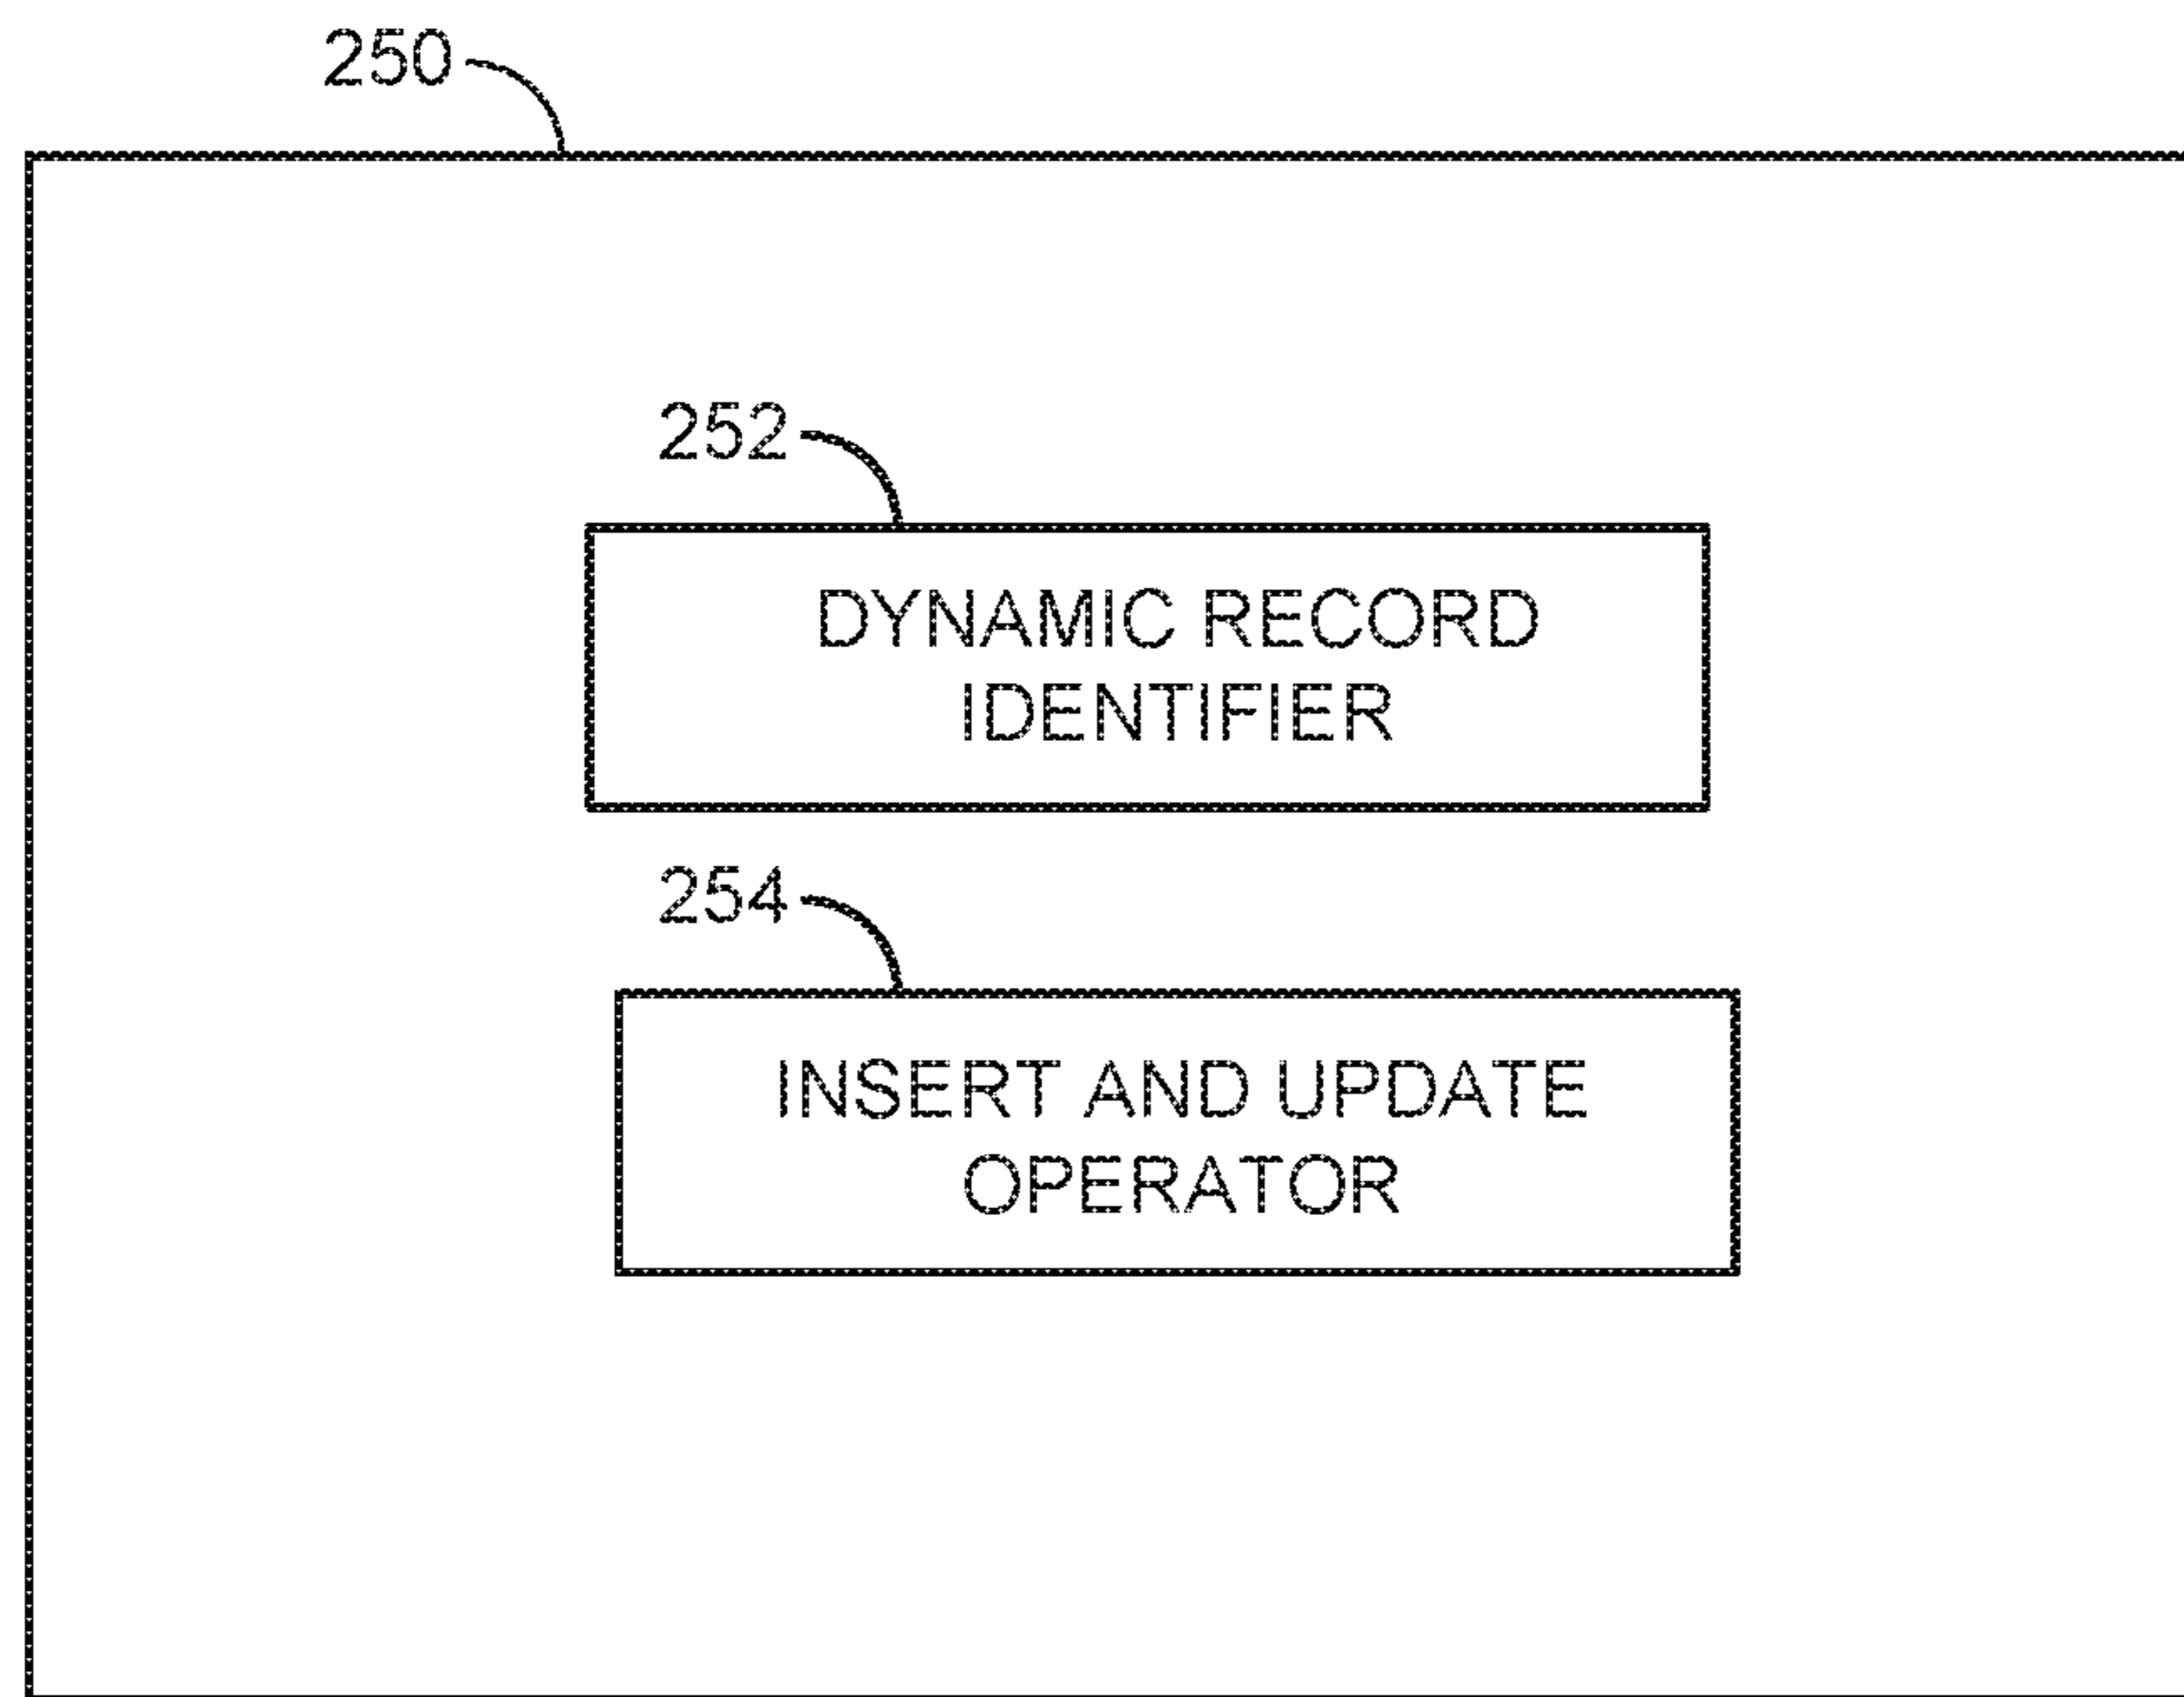 250
252
DYNAMIC RECORD
IDENTIFIER
254
INSERT AND UPDATE
OPERATOR